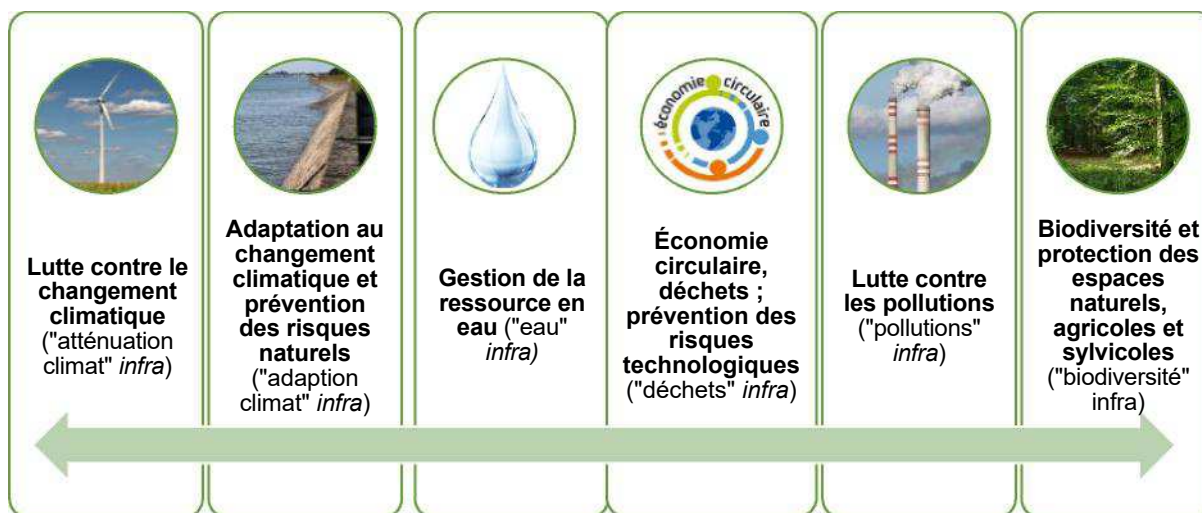 Lutte contre le
changement
climatique
("atténuation
climat" infra)
Adaptation au
changement
climatique et
prévention
des risques
naturels
("adaption
climat" infra)
Gestion de la
ressource en
eau ("eau"
infra)
économie circulaire
Économie
circulaire,
déchets ;
prévention des
risques
technologiques
("déchets" infra)
Lutte contre
les pollutions
("pollutions"
infra)
Biodiversité et
protection des
espaces
naturels,
agricoles et
sylvicoles
("biodiversité"
infra)